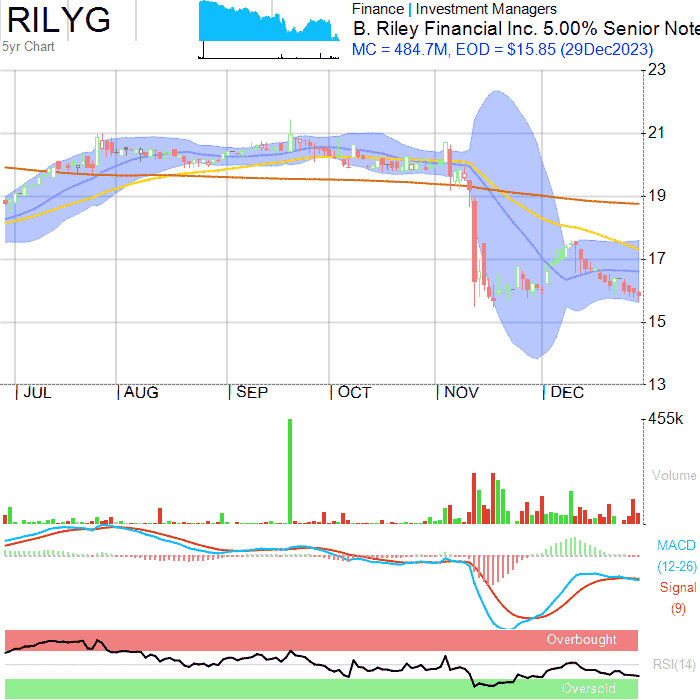 RILYG
5yr Chart
Finance | Investment Managers
B. Riley Financial Inc. 5.00% Senior Note
MC = 484.7M, EOD = $15.85 (29Dec2023)
23
21
19
17
15
13
JUL AUG SEP OCT NOV DEC
455k
Volume
MACD
(12-26)
Signal
(9)
Overbought
RSI(14)
Oversold